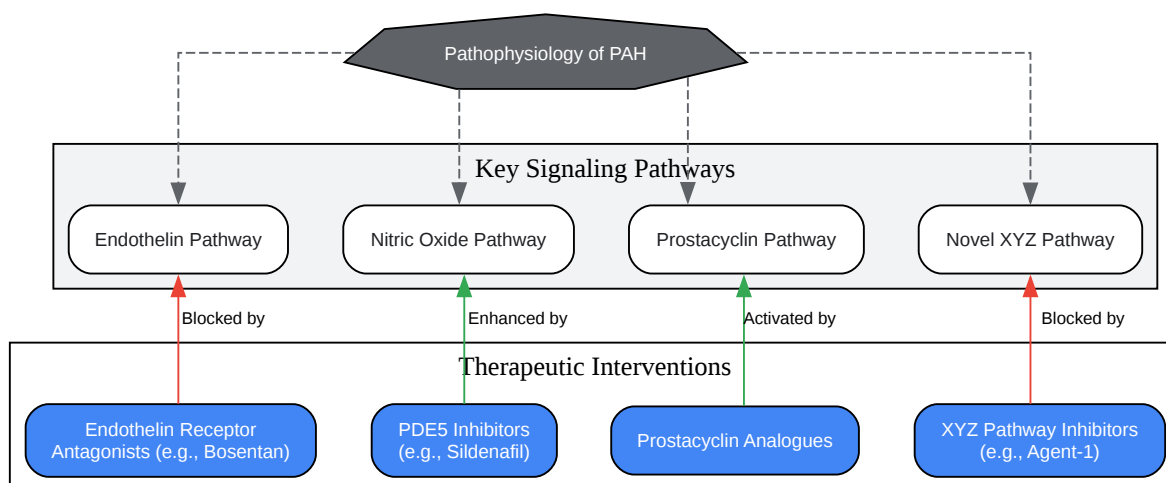 Pathophysiology of PAH
Key Signaling Pathways
Endothelin Pathway
Nitric Oxide Pathway
Prostacyclin Pathway
Novel XYZ Pathway
Blocked by
Enhanced by
Activated by
Blocked by
Therapeutic Interventions
Endothelin Receptor
Antagonists (e.g., Bosentan)
PDE5 Inhibitors
(e.g., Sildenafil)
Prostacyclin Analogues
XYZ Pathway Inhibitors
(e.g., Agent-1)